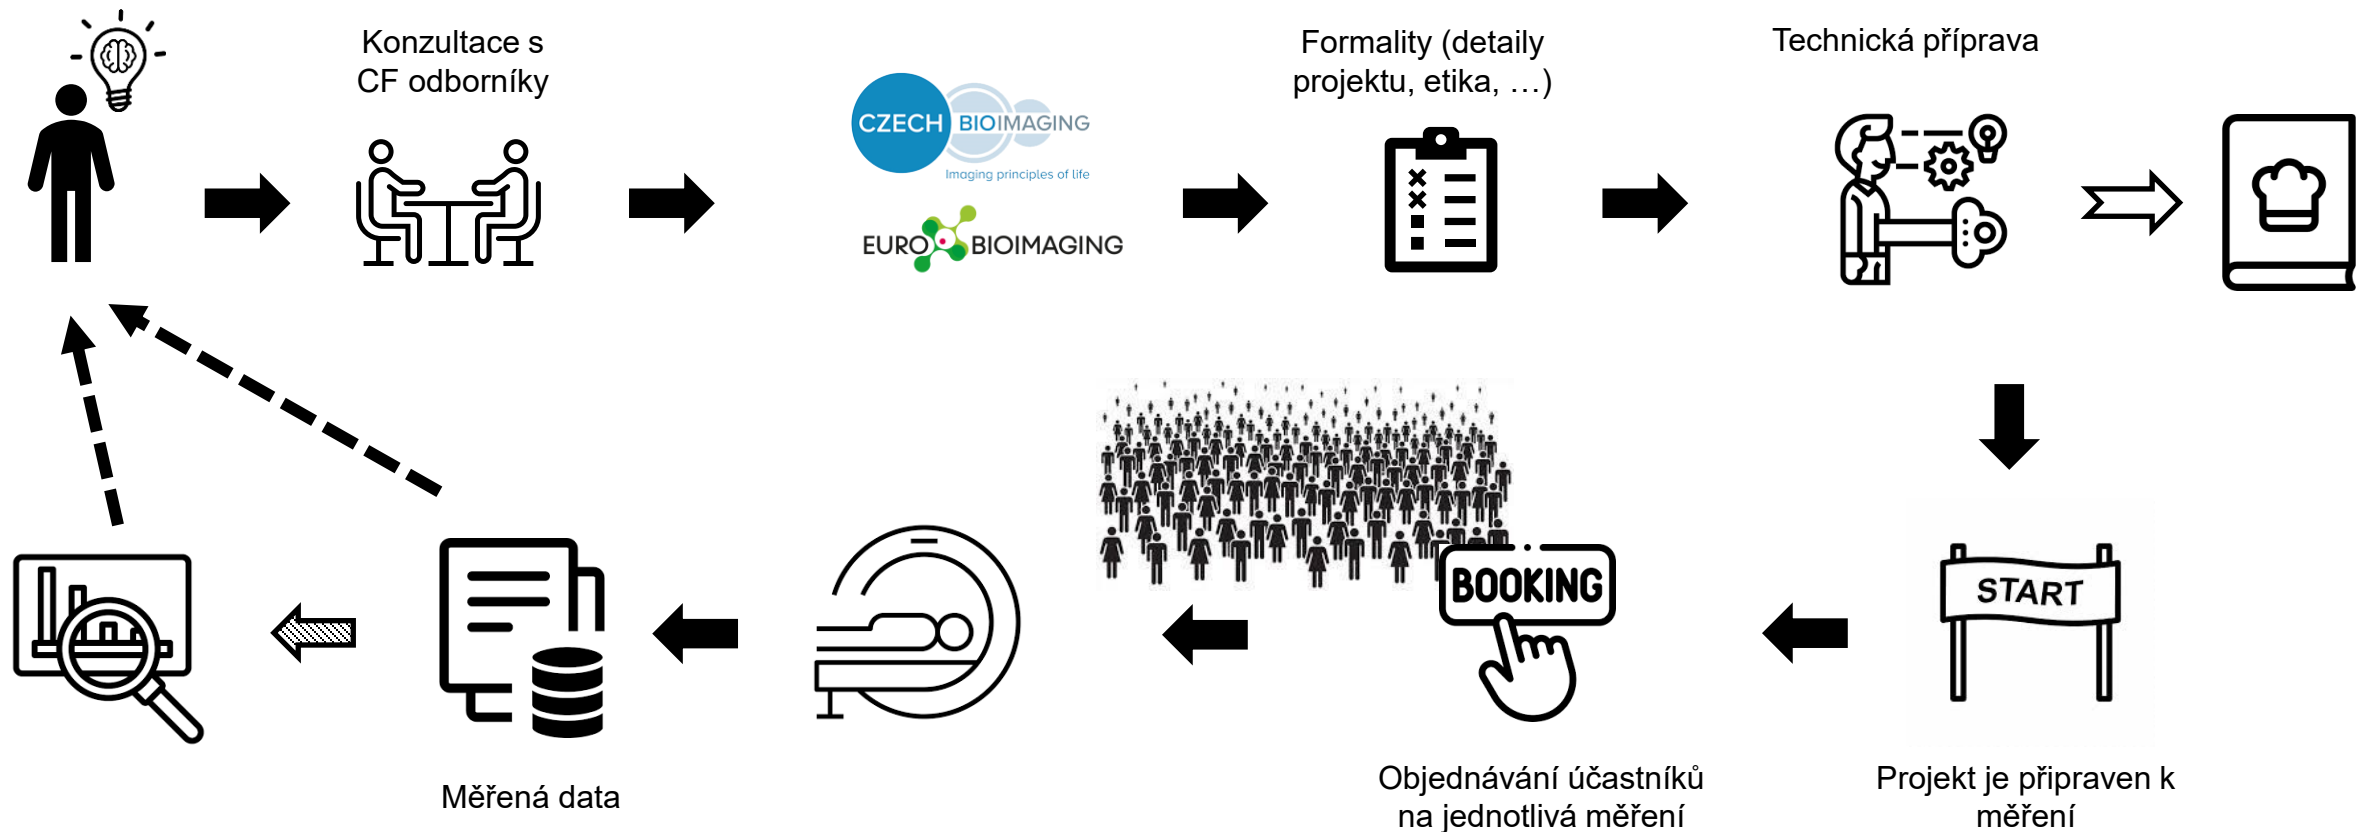 Konzultace s
CF odborníky
CZECH BIOIMAGING
Imaging principles of life
EURO BIOIMAGING
Formality (detaily
projektu, etika, …)
Technická příprava
START
BOOKING
Měřená data
Objednávání účastníků
na jednotlivá měření
Projekt je připraven k
měření